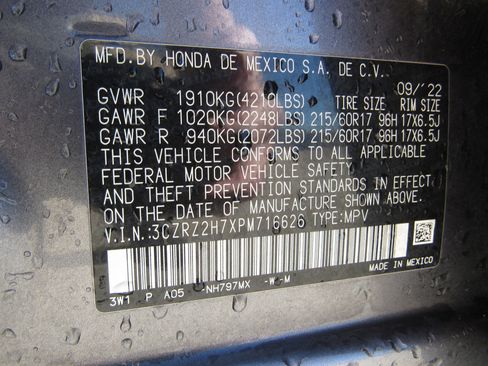 MFD. BY HONDA DE MEXICO S.A. DE C.V.
09/'22
GVWR 1910KG(4210LBS) TIRE SIZE RIM SIZE
GAWR F 1020KG(2248LBS) 215/60R17 96H 17X6.5J
GAWR R 940KG(2072LBS) 215/60R17 96H 17X6.5J
THIS VEHICLE CONFORMS TO ALL APPLICABLE
FEDERAL MOTOR VEHICLE SAFETY
AND THEFT PREVENTION STANDARDS IN EFFECT
ON THE DATE OF MANUFACTURE SHOWN ABOVE.
V.I.N.:3CZRZ2H7XPM716626 TYPE:MPV
3W1 P A05 NH797MX -W -M
MADE IN MEXICO